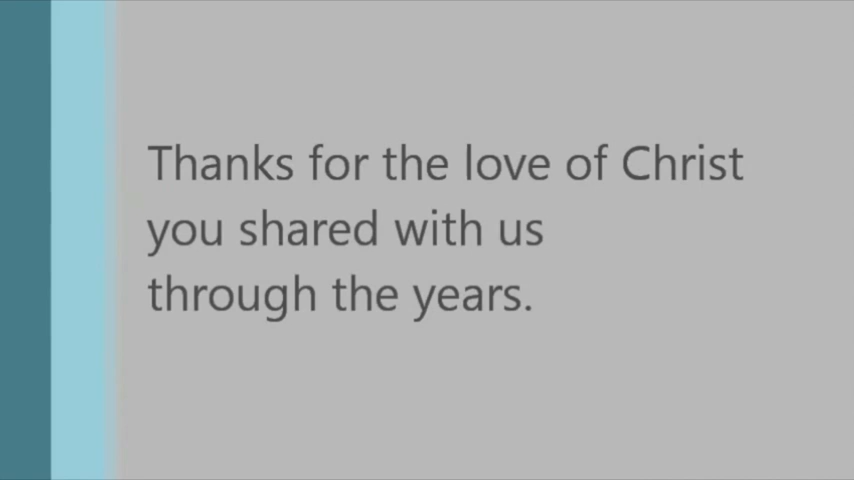 Thanks for the love of Christ
you shared with us
through the years.